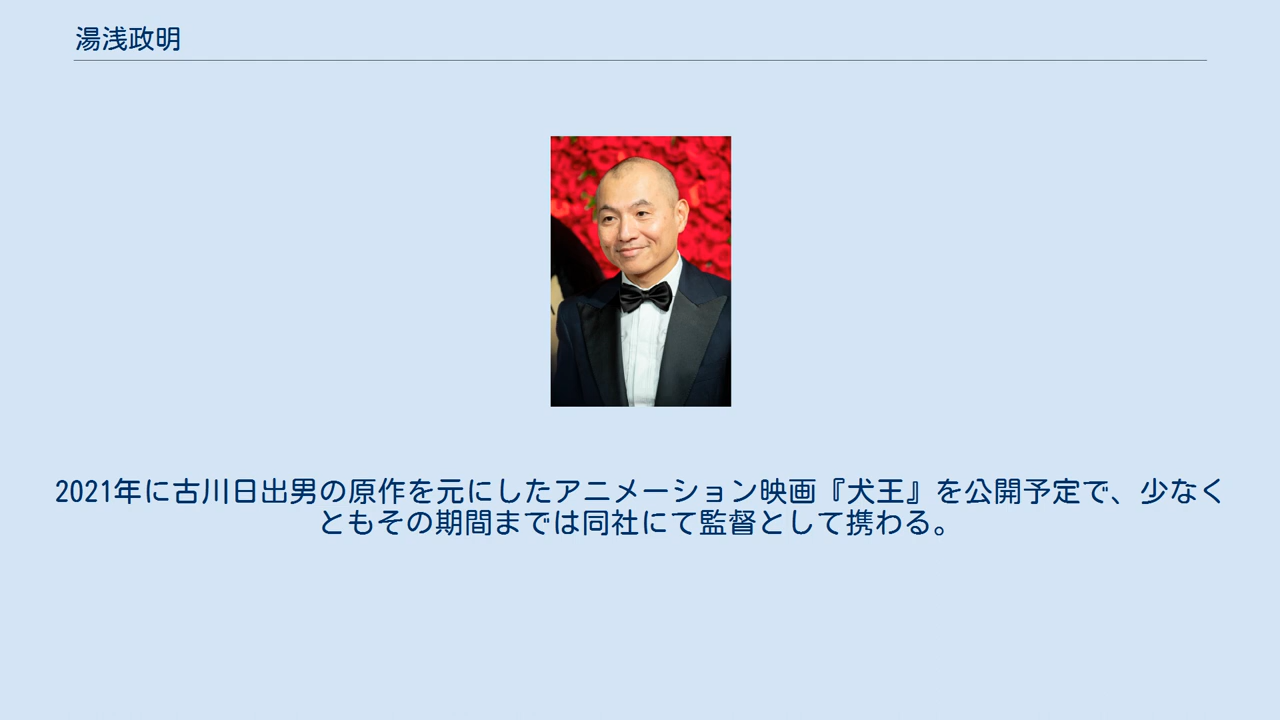 湯浅政明
2021年に古川日出男の原作を元にしたアニメーション映画『犬王』を公開予定で、少なく
ともその期間までは同社にて監督として携わる。